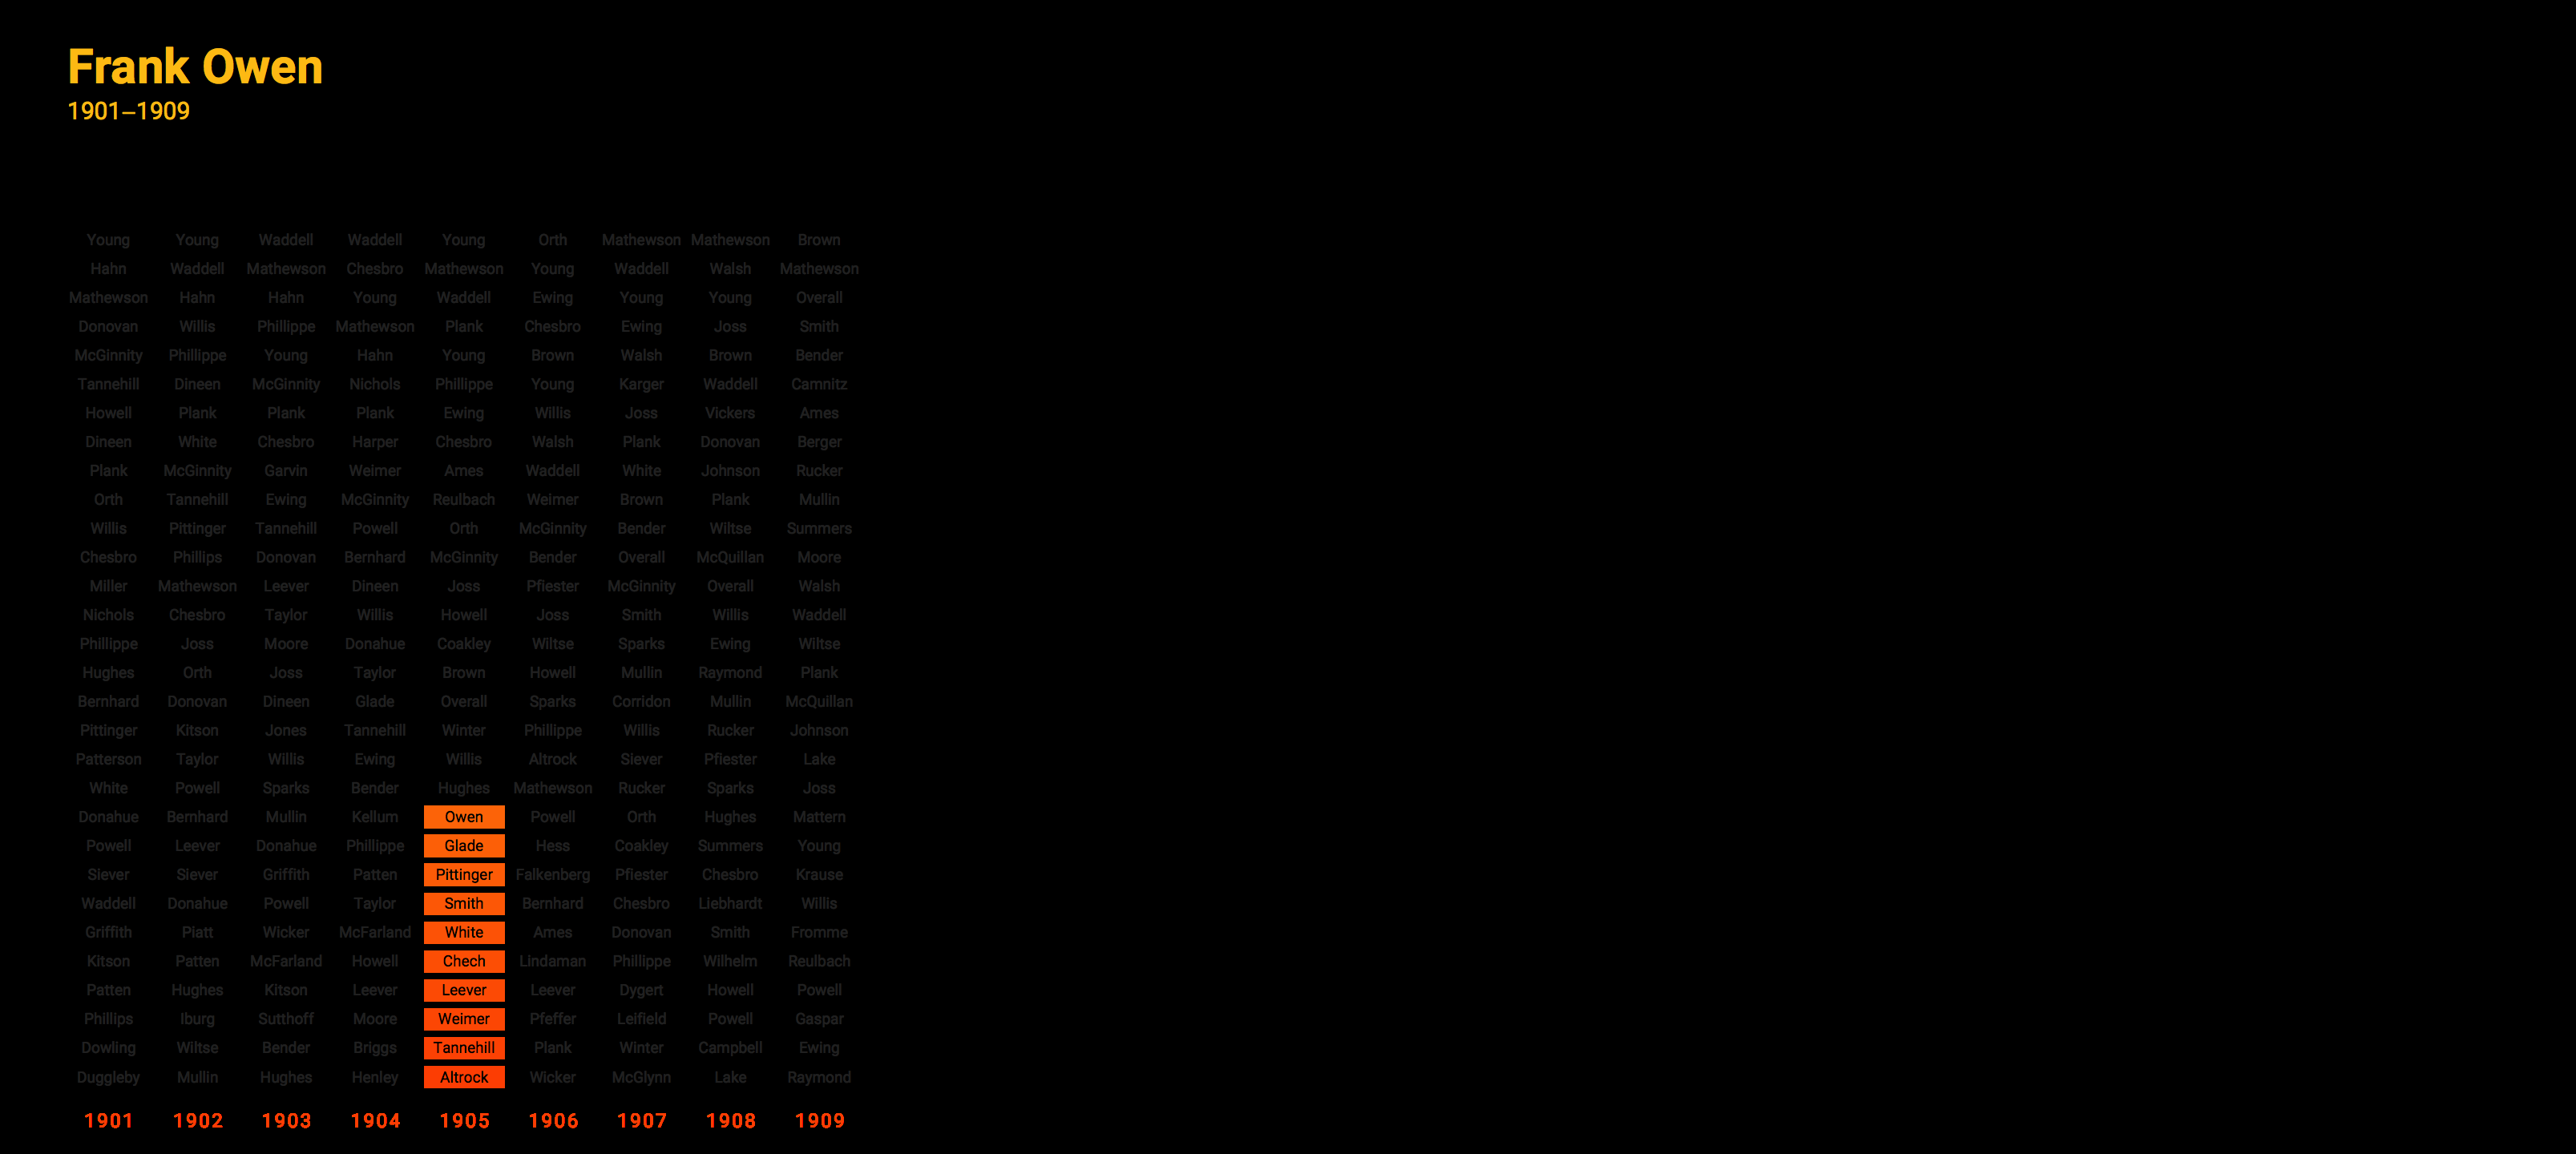 Frank Owen
1901–1909
Young Young Waddell Waddell Young Orth Mathewson Mathewson Brown
Hahn Waddell Mathewson Chesbro Mathewson Young Waddell Walsh Mathewson
Mathewson Hahn Hahn Young Waddell Ewing Young Young Overall
Donovan Willis Phillippe Mathewson Plank Chesbro Ewing Joss Smith
McGinnity Phillippe Young Hahn Young Brown Walsh Brown Bender
Tannehill Dineen McGinnity Nichols Phillippe Young Karger Waddell Camnitz
Howell Plank Plank Plank Ewing Willis Joss Vickers Ames
Dineen White Chesbro Harper Chesbro Walsh Plank Donovan Berger
Plank McGinnity Garvin Weimer Ames Waddell White Johnson Rucker
Orth Tannehill Ewing McGinnity Reulbach Weimer Brown Plank Mullin
Willis Pittinger Tannehill Powell Orth McGinnity Bender Wiltse Summers
Chesbro Phillips Donovan Bernhard McGinnity Bender Overall McQuillan Moore
Miller Mathewson Leever Dineen Joss Pfiester McGinnity Overall Walsh
Nichols Chesbro Taylor Willis Howell Joss Smith Willis Waddell
Phillippe Joss Moore Donahue Coakley Wiltse Sparks Ewing Wiltse
Hughes Orth Joss Taylor Brown Howell Mullin Raymond Plank
Bernhard Donovan Dineen Glade Overall Sparks Corridon Mullin McQuillan
Pittinger Kitson Jones Tannehill Winter Phillippe Willis Rucker Johnson
Patterson Taylor Willis Ewing Willis Altrock Siever Pfiester Lake
White Powell Sparks Bender Hughes Mathewson Rucker Sparks Joss
Donahue Bernhard Mullin Kellum Owen Powell Orth Hughes Mattern
Powell Leever Donahue Phillippe Glade Hess Coakley Summers Young
Siever Siever Griffith Patten Pittinger Falkenberg Pfiester Chesbro Krause
Waddell Donahue Powell Taylor Smith Bernhard Chesbro Liebhardt Willis
Griffith Piatt Wicker McFarland White Ames Donovan Smith Fromme
Kitson Patten McFarland Howell Chech Lindaman Phillippe Wilhelm Reulbach
Patten Hughes Kitson Leever Leever Leever Dygert Howell Powell
Phillips Iburg Sutthoff Moore Weimer Pfeffer Leifield Powell Gaspar
Dowling Wiltse Bender Briggs Tannehill Plank Winter Campbell Ewing
Duggleby Mullin Hughes Henley Altrock Wicker McGlynn Lake Raymond
1901 1902 1903 1904 1905 1906 1907 1908 1909